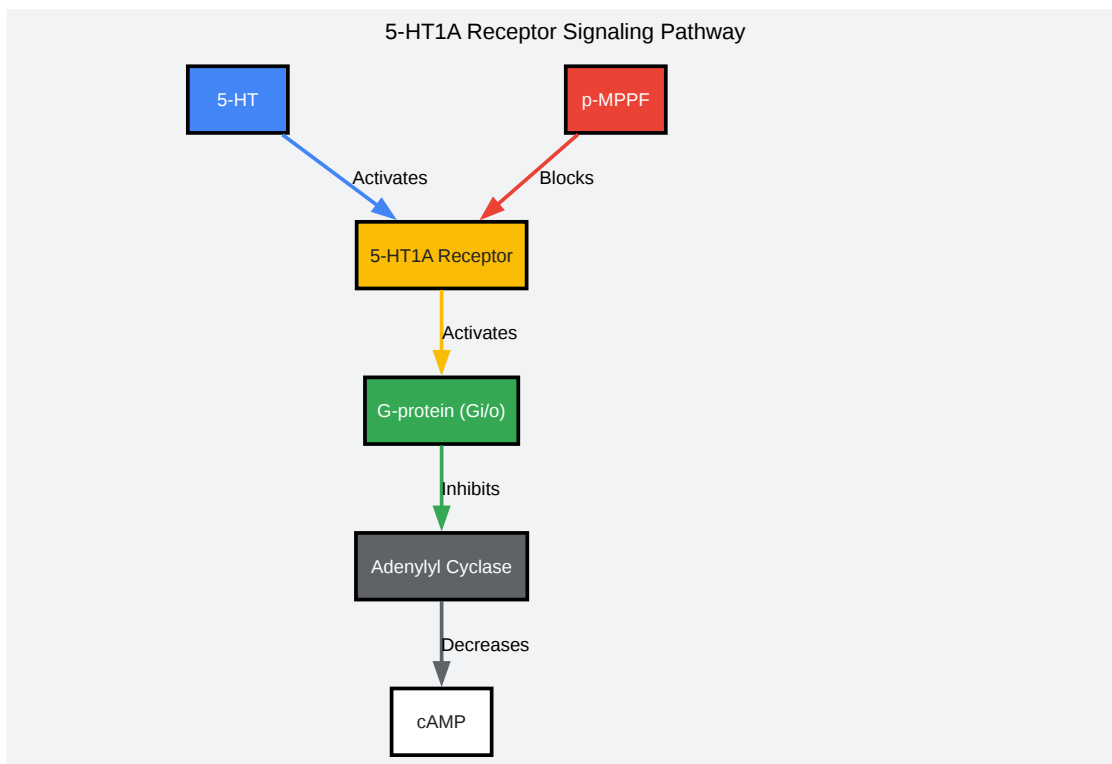 5-HT1A Receptor Signaling Pathway
5-HT
p-MPPF
Activates
Blocks
5-HT1A Receptor
Activates
G-protein (Gi/o)
Inhibits
Adenylyl Cyclase
Decreases
cAMP